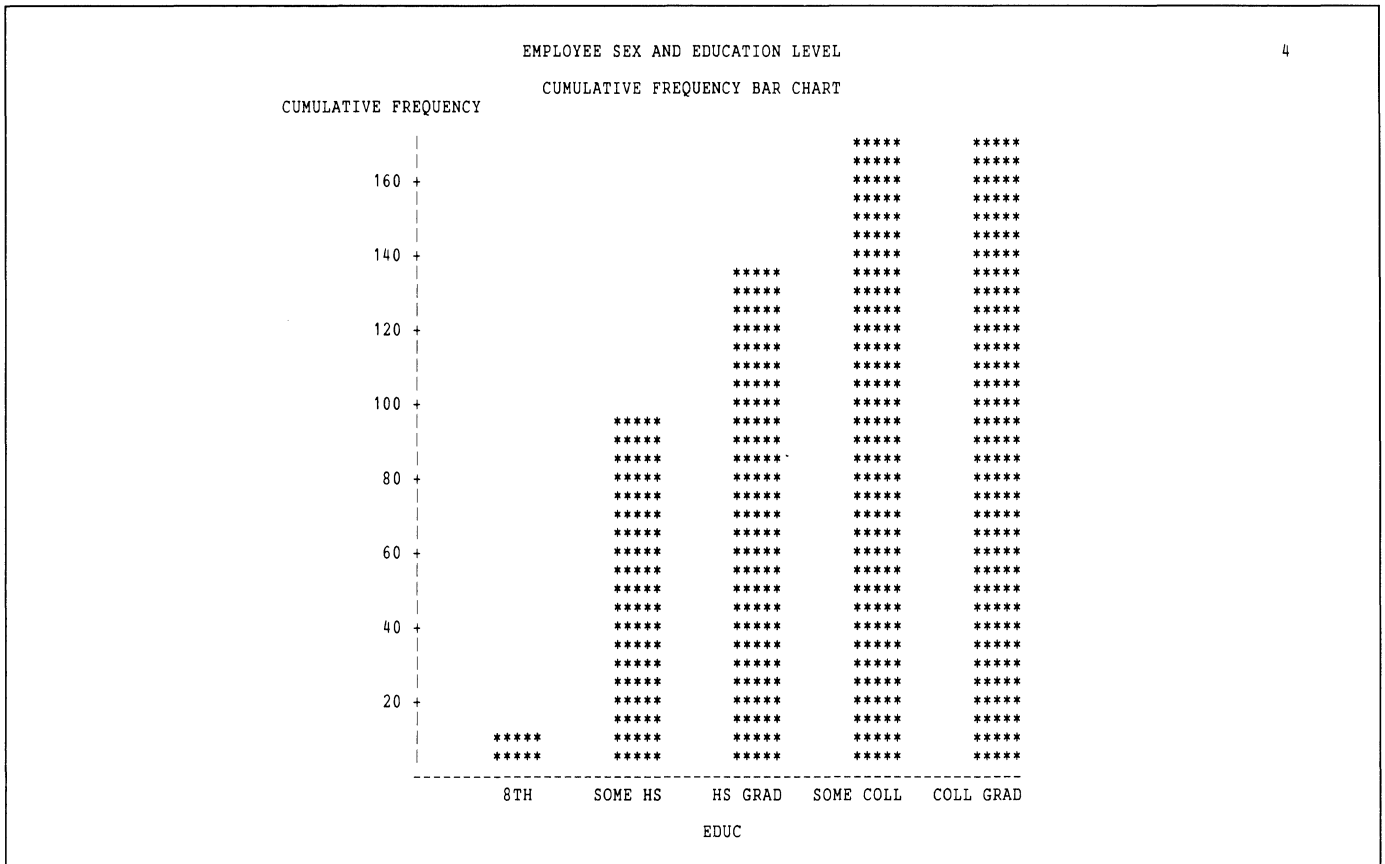 EMPLOYEE SEX AND EDUCATION LEVEL 4
CUMULATIVE FREQUENCY BAR CHART
CUMULATIVE FREQUENCY
| ***** *****
| ***** *****
160 + ***** *****
| ***** *****
| ***** *****
| ***** *****
140 + ***** *****
| ***** ***** *****
| ***** ***** *****
| ***** ***** *****
120 + ***** ***** *****
| ***** ***** *****
| ***** ***** *****
| ***** ***** *****
100 + ***** ***** *****
| ***** ***** ***** *****
| ***** ***** ***** *****
| ***** ***** ***** *****
80 + ***** ***** ***** *****
| ***** ***** ***** *****
| ***** ***** ***** *****
| ***** ***** ***** *****
60 + ***** ***** ***** *****
| ***** ***** ***** *****
| ***** ***** ***** *****
| ***** ***** ***** *****
40 + ***** ***** ***** *****
| ***** ***** ***** *****
| ***** ***** ***** *****
| ***** ***** ***** *****
20 + ***** ***** ***** *****
| ***** ***** ***** *****
| ***** ***** ***** ***** *****
| ***** ***** ***** ***** *****
8TH SOME HS HS GRAD SOME COLL COLL GRAD
EDUC